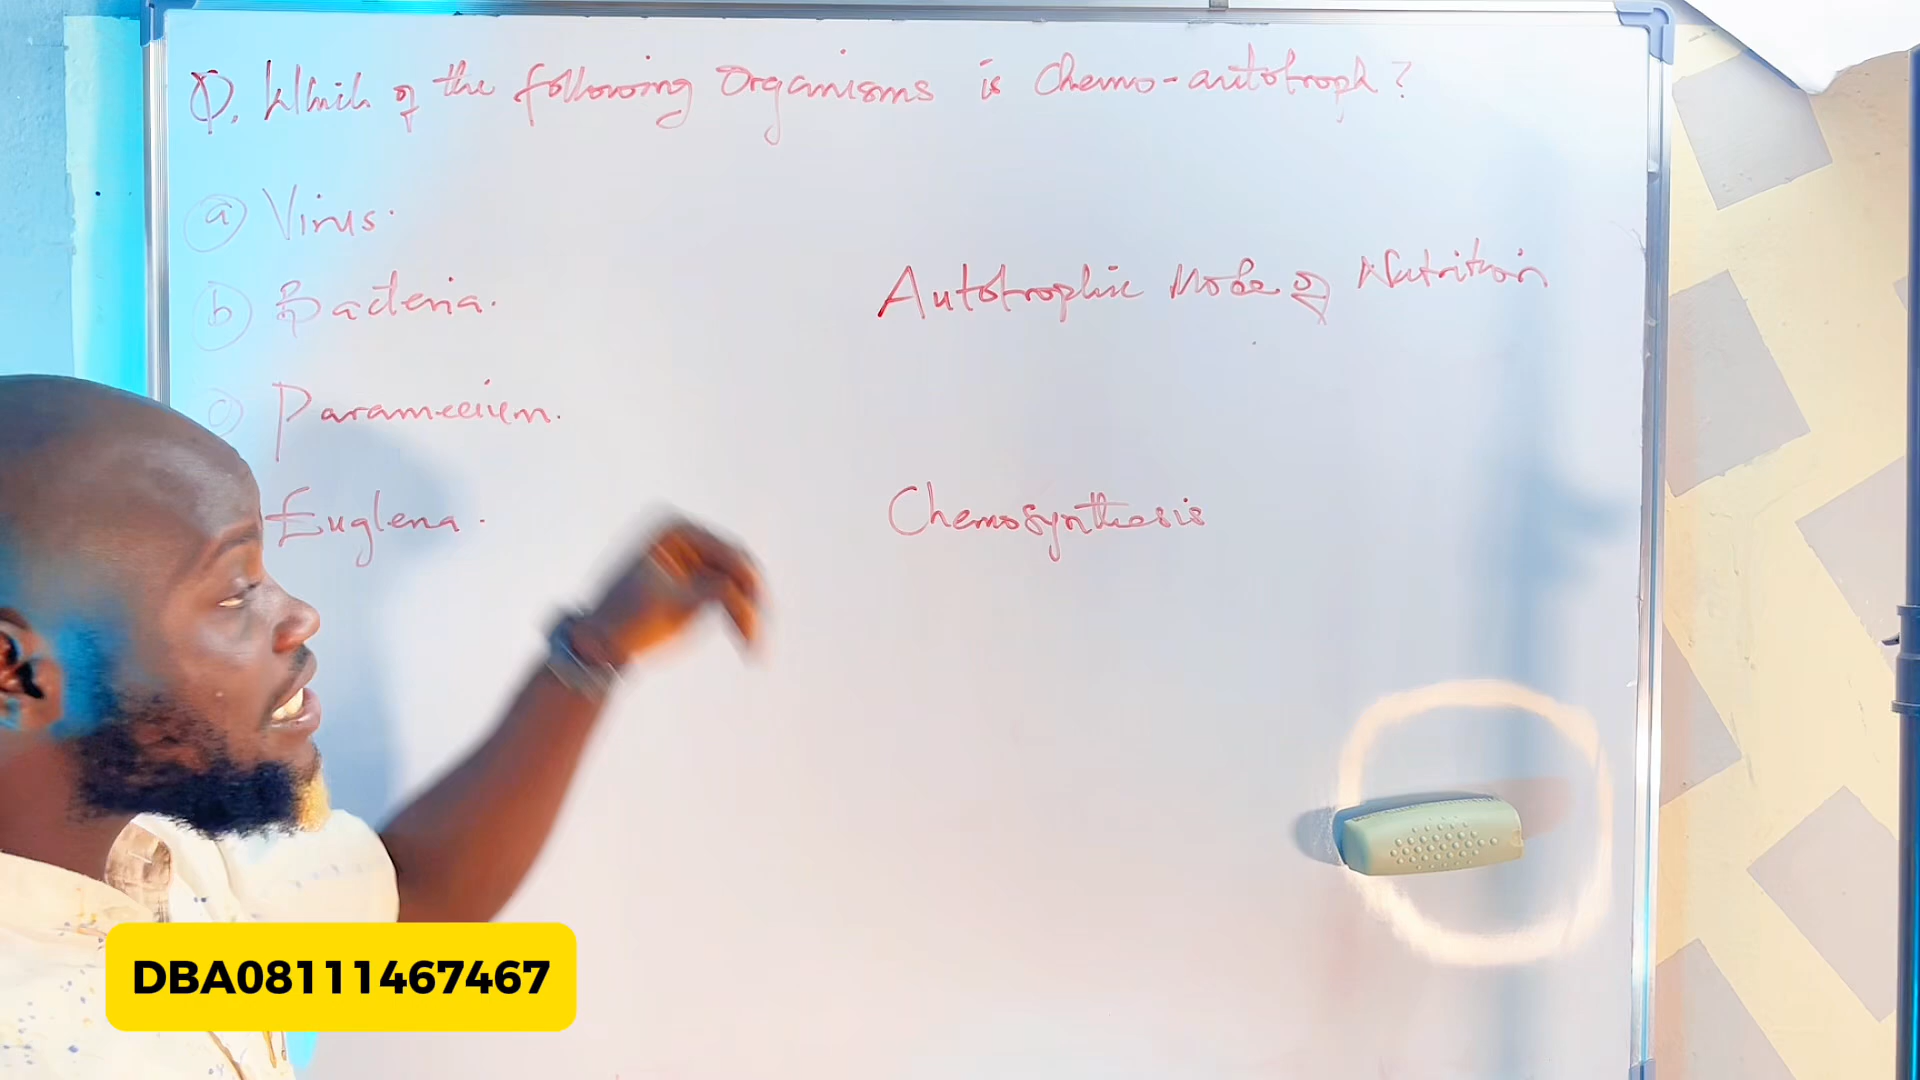 Q. Which of the following Organisms is Chemo-autotroph?
a Virus.
b Bacteria.
c Paramecium.
Euglena.
Autotrophic Mode of Nutrition
Chemosynthesis
DBA08111467467